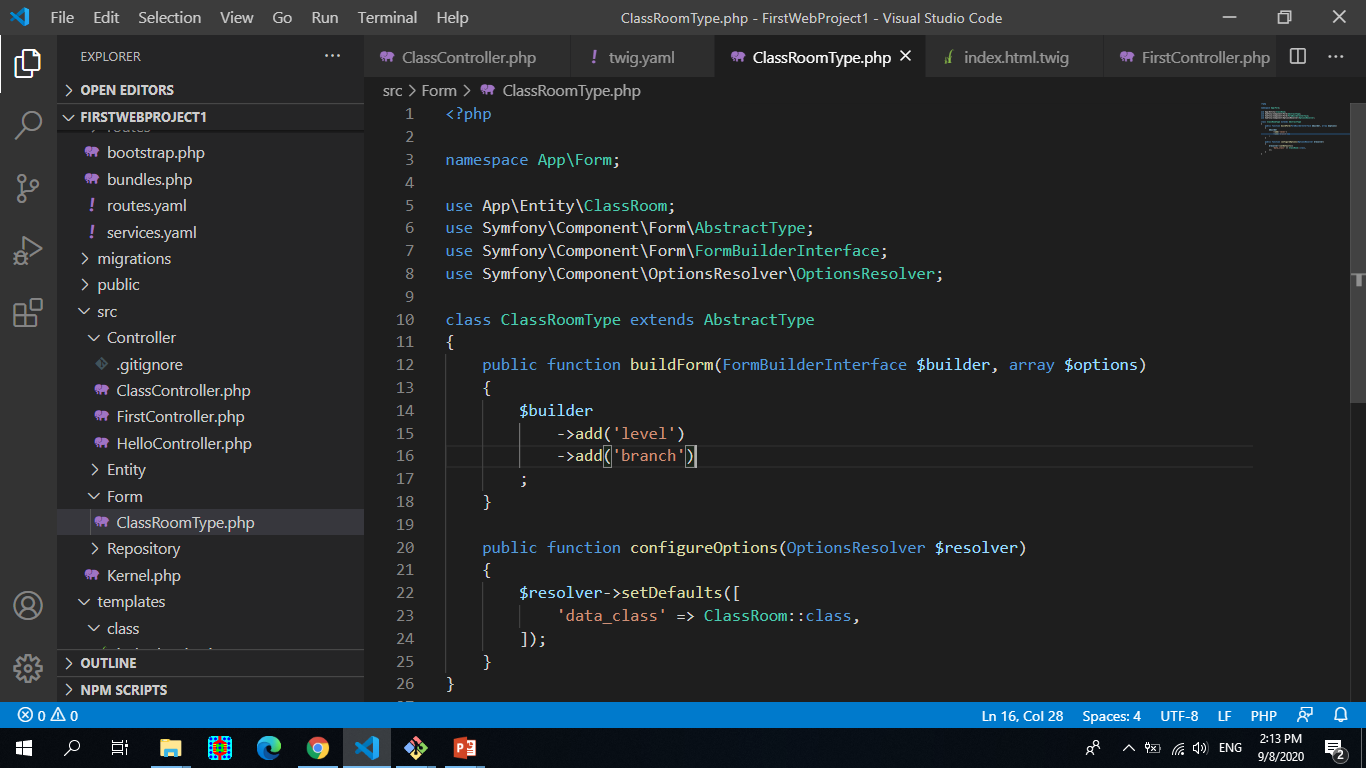 File Edit Selection View Go Run Terminal Help ClassRoomType.php - FirstWebProject1 - Visual Studio Code
EXPLORER
OPEN EDITORS
FIRSTWEBPROJECT1
routes
bootstrap.php
bundles.php
! routes.yaml
! services.yaml
migrations
public
src
Controller
.gitignore
ClassController.php
FirstController.php
HelloController.php
Entity
Form
ClassRoomType.php
Repository
Kernel.php
templates
class
OUTLINE
NPM SCRIPTS
ClassController.php ! twig.yaml ClassRoomType.php index.html.twig FirstController.php
src > Form > ClassRoomType.php
1 <?php
2
3 namespace App\Form;
4
5 use App\Entity\ClassRoom;
6 use Symfony\Component\Form\AbstractType;
7 use Symfony\Component\Form\FormBuilderInterface;
8 use Symfony\Component\OptionsResolver\OptionsResolver;
9
10 class ClassRoomType extends AbstractType
11 {
12 public function buildForm(FormBuilderInterface $builder, array $options)
13 {
14 $builder
15 ->add('level')
16 ->add('branch')
17 ;
18 }
19
20 public function configureOptions(OptionsResolver $resolver)
21 {
22 $resolver->setDefaults([
23 'data_class' => ClassRoom::class,
24 ]);
25 }
26 }
0 0 Ln 16, Col 28 Spaces: 4 UTF-8 LF PHP
ENG 2:13 PM
9/8/2020 2